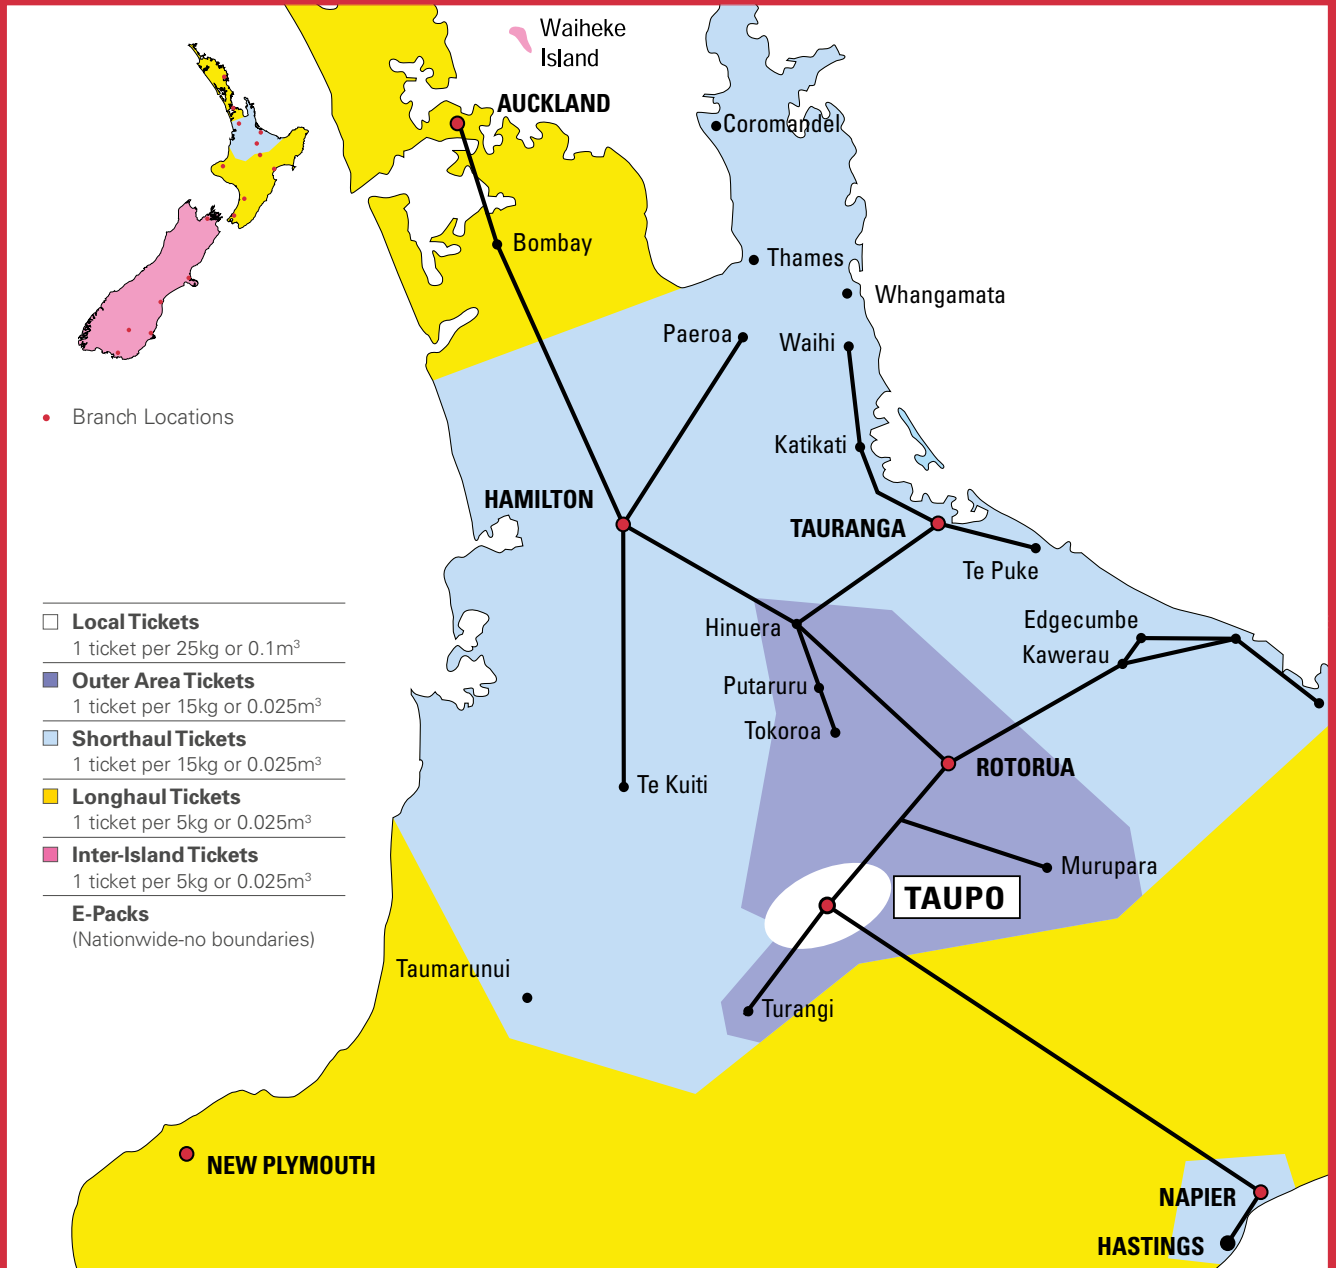 Waiheke
Island
AUCKLAND
Coromandel
Bombay
Thames
Whangamata
Paeroa
Waihi
• Branch Locations
Katikati
HAMILTON
TAURANGA
Te Puke
Local Tickets
1 ticket per 25kg or 0.1m³
Outer Area Tickets
1 ticket per 15kg or 0.025m³
Shorthaul Tickets
1 ticket per 15kg or 0.025m³
Longhaul Tickets
1 ticket per 5kg or 0.025m³
Inter-Island Tickets
1 ticket per 5kg or 0.025m³
E-Packs
(Nationwide-no boundaries)
Hinuera
Edgecumbe
Kawerau
Putaruru
Tokoroa
ROTORUA
Te Kuiti
Murupara
TAUPO
Taumarunui
Turangi
NEW PLYMOUTH
NAPIER
HASTINGS